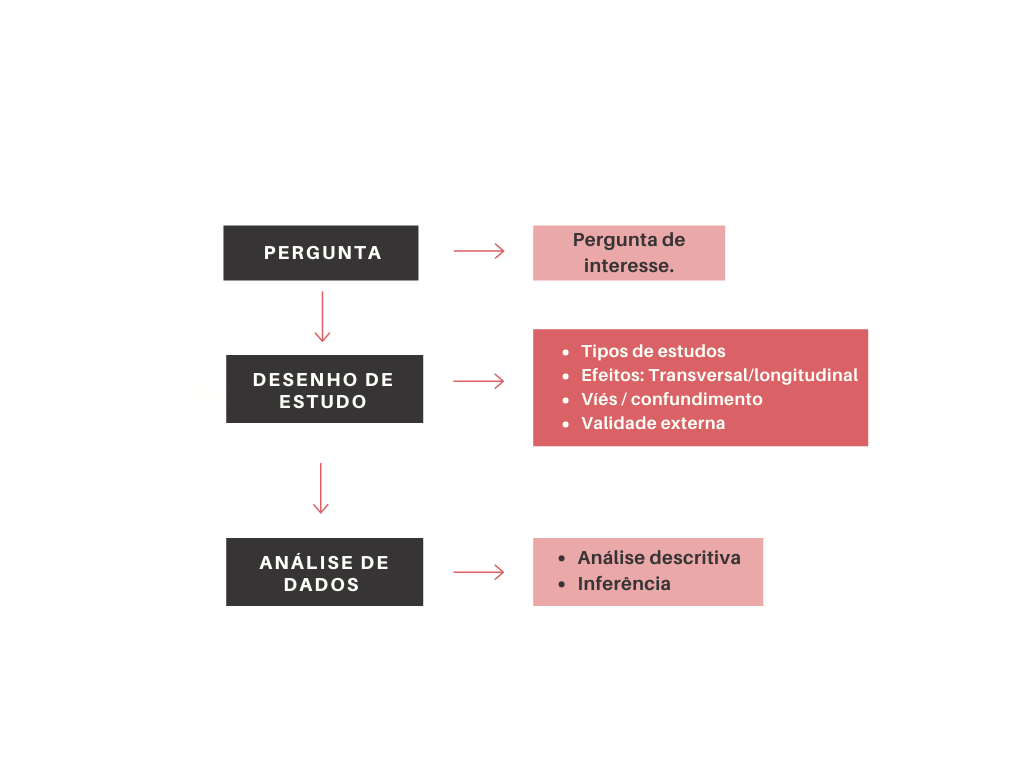 PERGUNTA
Pergunta de
interesse.
DESENHO DE
ESTUDO
• Tipos de estudos
• Efeitos: Transversal/longitudinal
• Víés / confundimento
• Validade externa
ANÁLISE DE
DADOS
• Análise descritiva
• Inferência